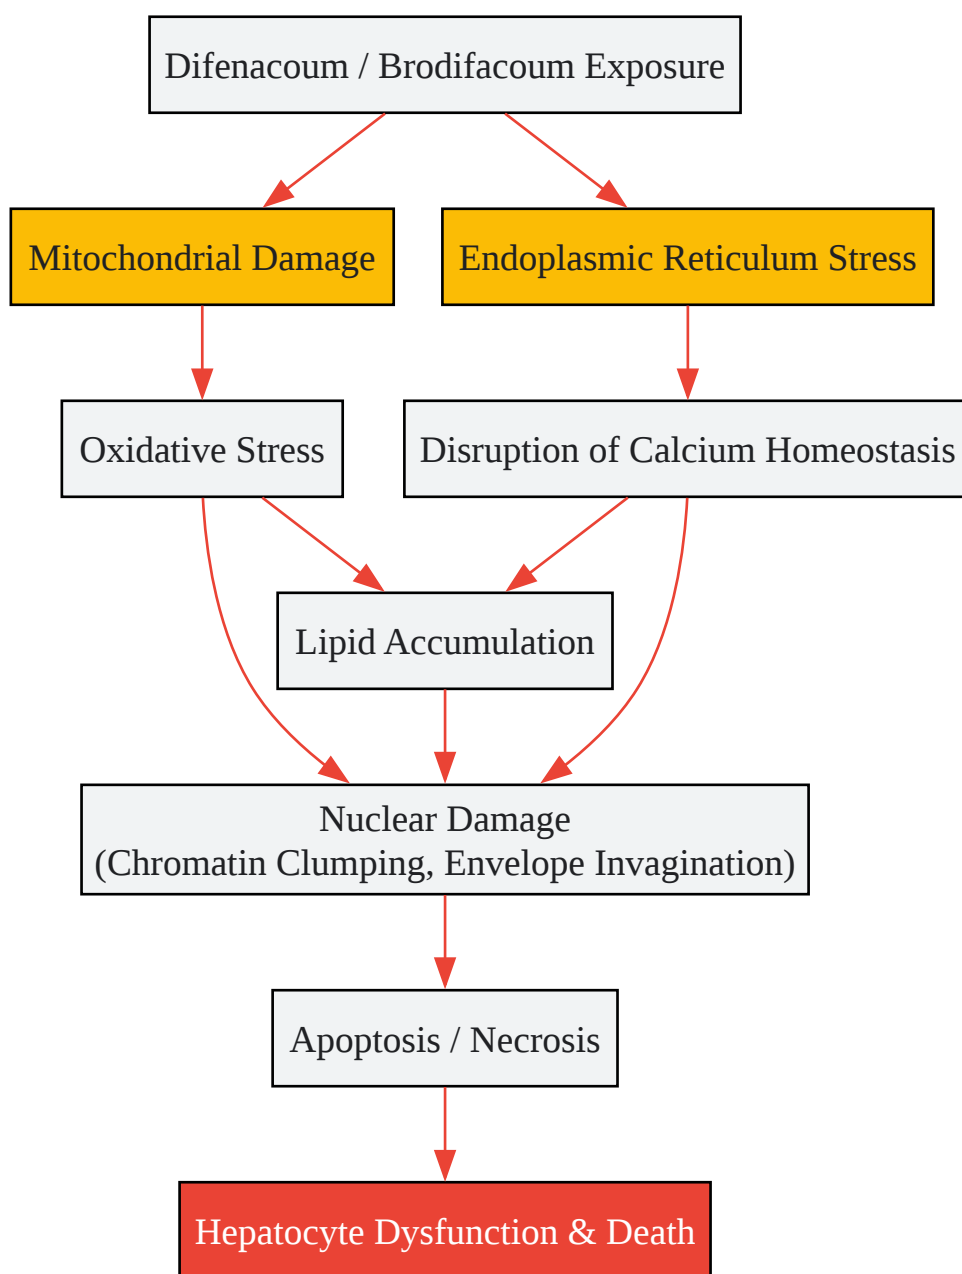 Difenacoum / Brodifacoum Exposure
Mitochondrial Damage
Endoplasmic Reticulum Stress
Oxidative Stress
Disruption of Calcium Homeostasis
Lipid Accumulation
Nuclear Damage
(Chromatin Clumping, Envelope Invagination)
Apoptosis / Necrosis
Hepatocyte Dysfunction & Death